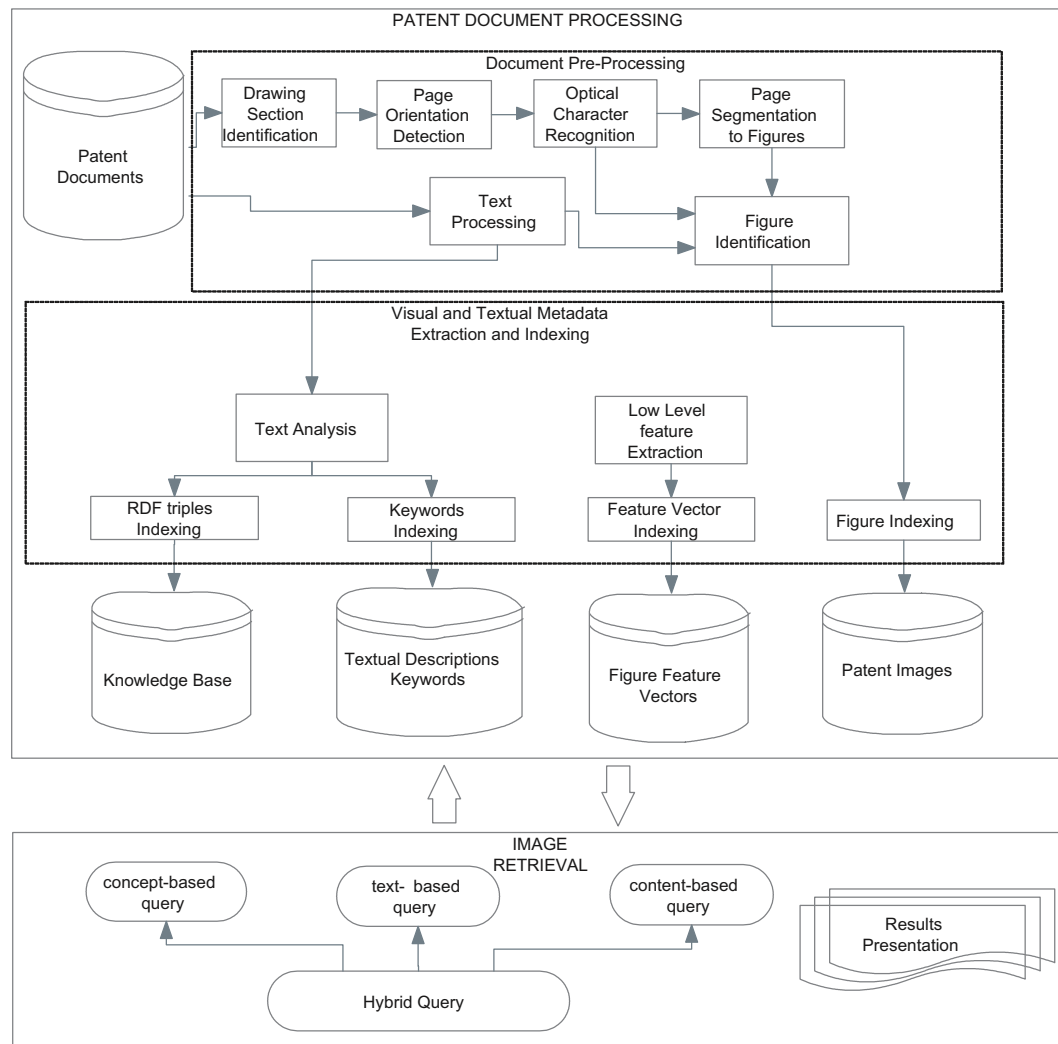 PATENT DOCUMENT PROCESSING
Document Pre-Processing
Patent
Documents
Drawing
Section
Identification
Page
Orientation
Detection
Optical
Character
Recognition
Page
Segmentation
to Figures
Text
Processing
Figure
Identification
Visual and Textual Metadata
Extraction and Indexing
Text Analysis
Low Level
feature
Extraction
RDF triples
Indexing
Keywords
Indexing
Feature Vector
Indexing
Figure Indexing
Knowledge Base
Textual Descriptions
Keywords
Figure Feature
Vectors
Patent Images
IMAGE
RETRIEVAL
concept-based
query
text- based
query
content-based
query
Results
Presentation
Hybrid Query